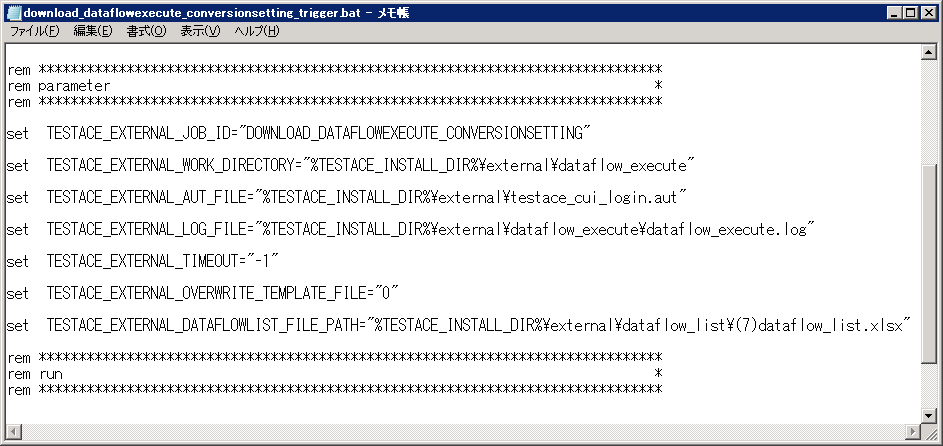 download_dataflowexecute_conversionsetting_trigger.bat - メモ帳
ファイル(F) 編集(E) 書式(O) 表示(V) ヘルプ(H)
rem ******************************************************************************
rem parameter *
rem ******************************************************************************
set TESTACE_EXTERNAL_JOB_ID="DOWNLOAD_DATAFLOWEXECUTE_CONVERSIONSETTING"
set TESTACE_EXTERNAL_WORK_DIRECTORY="%TESTACE_INSTALL_DIR%¥external¥dataflow_execute"
set TESTACE_EXTERNAL_AUT_FILE="%TESTACE_INSTALL_DIR%¥external¥testace_cui_login.aut"
set TESTACE_EXTERNAL_LOG_FILE="%TESTACE_INSTALL_DIR%¥external¥dataflow_execute¥dataflow_execute.log"
set TESTACE_EXTERNAL_TIMEOUT="-1"
set TESTACE_EXTERNAL_OVERWRITE_TEMPLATE_FILE="0"
set TESTACE_EXTERNAL_DATAFLOWLIST_FILE_PATH="%TESTACE_INSTALL_DIR%¥external¥dataflow_list¥(7)dataflow_list.xlsx"
rem ******************************************************************************
rem run *
rem ******************************************************************************